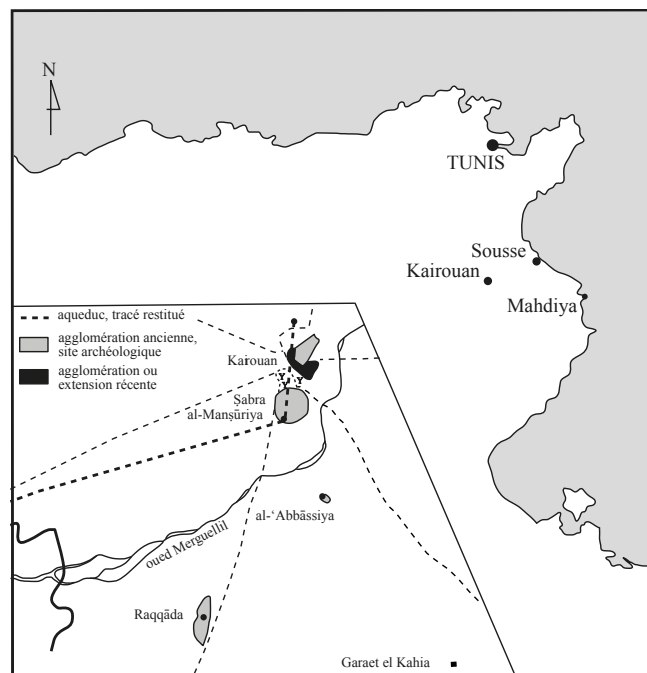 N
TUNIS
Sousse
Kairouan
Mahdiya
aqueduc, tracé restitué
agglomération ancienne,
site archéologique
agglomération ou
extension récente
Kairouan
Ṣabra
al-Manṣūriya
al-‘Abbāssiya
oued Merguellil
Raqqāda
Garaet el Kahia